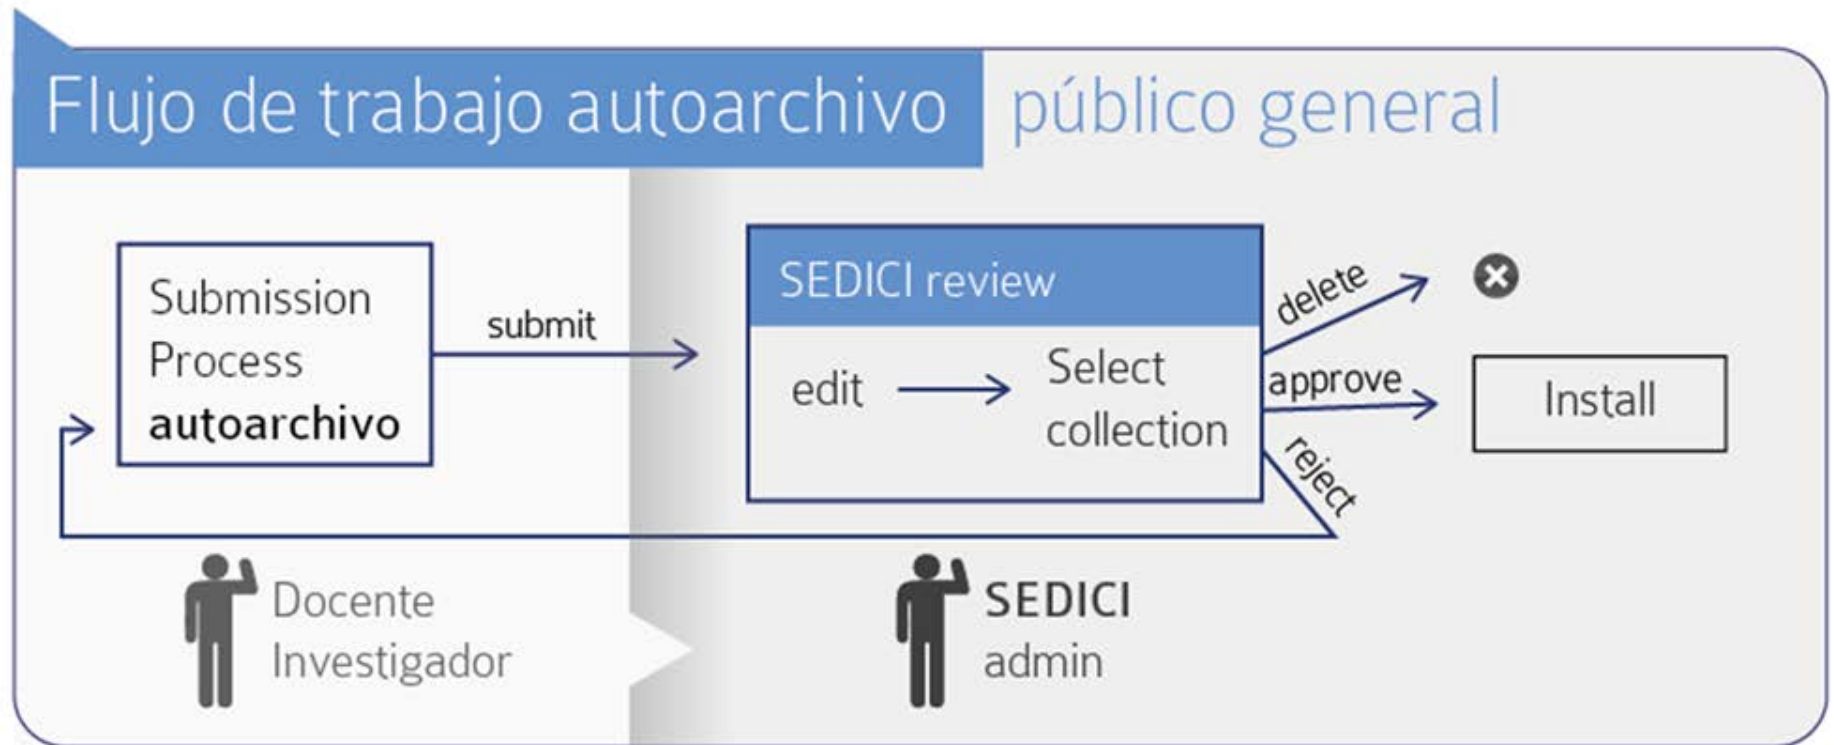 Flujo de trabajo autoarchivo público general
Submission
Process
autoarchivo
submit
SEDICI review
edit
Select
collection
delete
approve
reject
Install
Docente
Investigador
SEDICI
admin